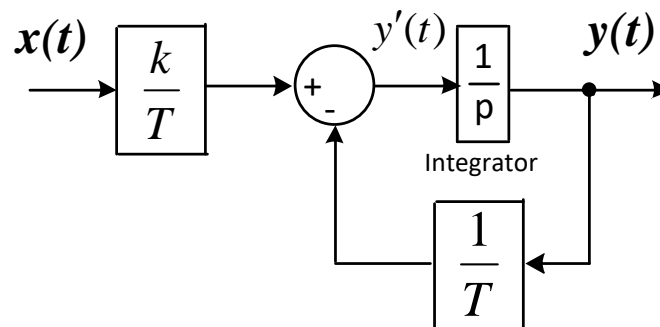 x(t)
k
T
+
-
y′(t)
1
p
Integrator
y(t)
1
T